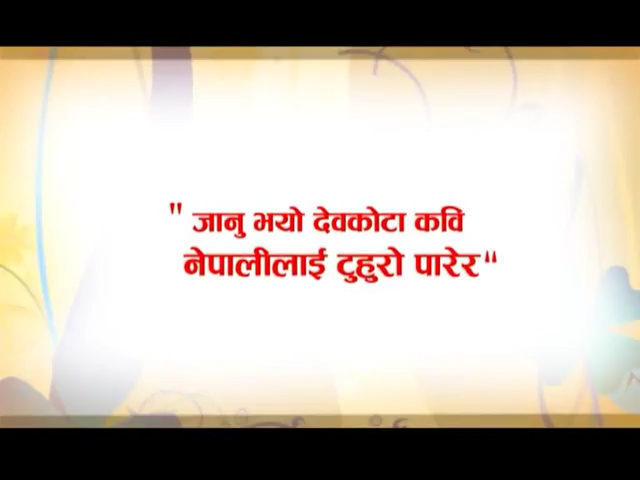 " जानु भयो देवकोटा कवि
नेपालीलाई टुहुरो पारेर"